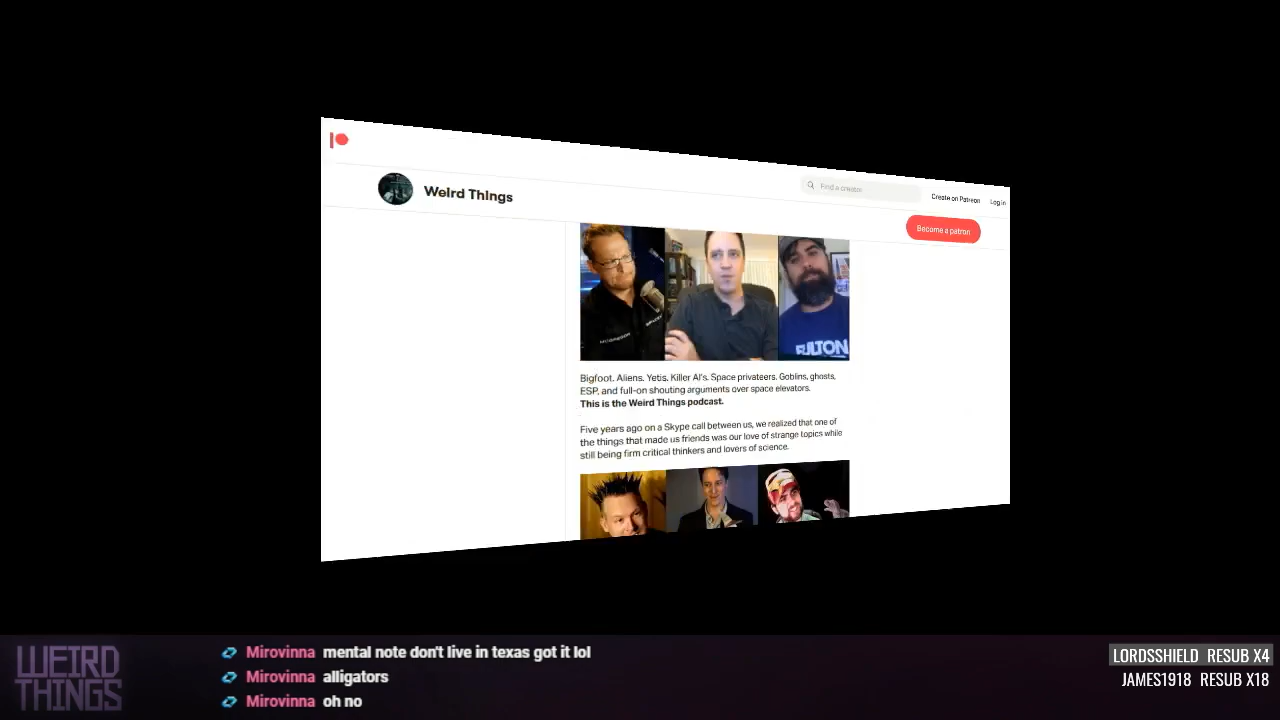 Weird Things
Find a creator
Create on Patreon
Log in
Become a patron
FULTON
Bigfoot. Aliens. Yetis. Killer AI's. Space privateers. Goblins, ghosts,
ESP, and full-on shouting arguments over space elevators.
This is the Weird Things podcast.
Five years ago on a Skype call between us, we realized that one of
the things that made us friends was our love of strange topics while
still being firm critical thinkers and lovers of science.
WEIRD
THINGS
Mirovinna mental note don't live in texas got it lol
Mirovinna alligators
Mirovinna oh no
LORDSSHIELD RESUB X4
JAMES1918 RESUB X18